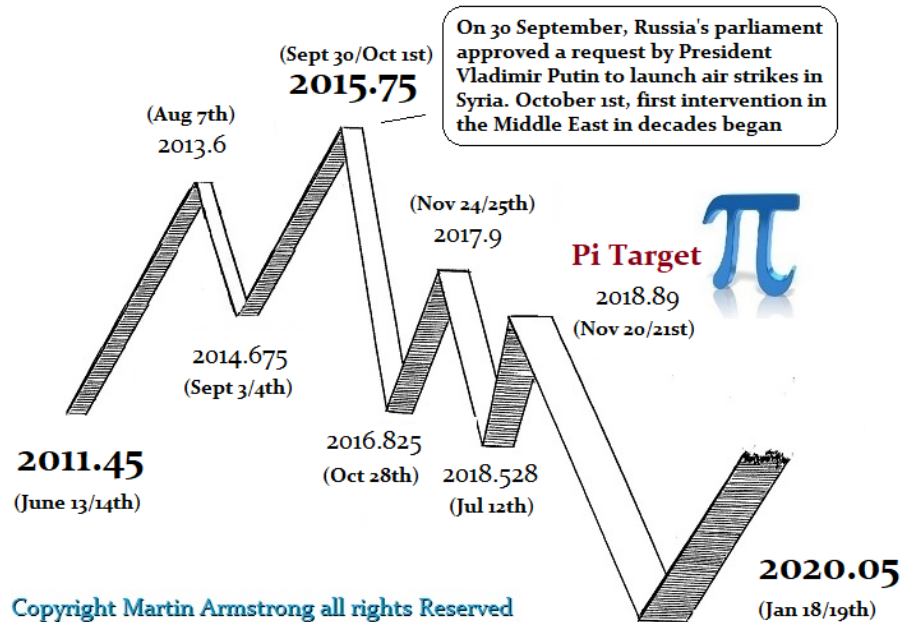 On 30 September, Russia's parliament
approved a request by President
Vladimir Putin to launch air strikes in
Syria. October 1st, first intervention in
the Middle East in decades began
(Sept 30/Oct 1st)
2015.75
(Aug 7th)
2013.6
(Nov 24/25th)
2017.9
Pi Target
π
2018.89
(Nov 20/21st)
2014.675
(Sept 3/4th)
2011.45
(June 13/14th)
2016.825
(Oct 28th)
2018.528
(Jul 12th)
2020.05
(Jan 18/19th)
Copyright Martin Armstrong all rights Reserved